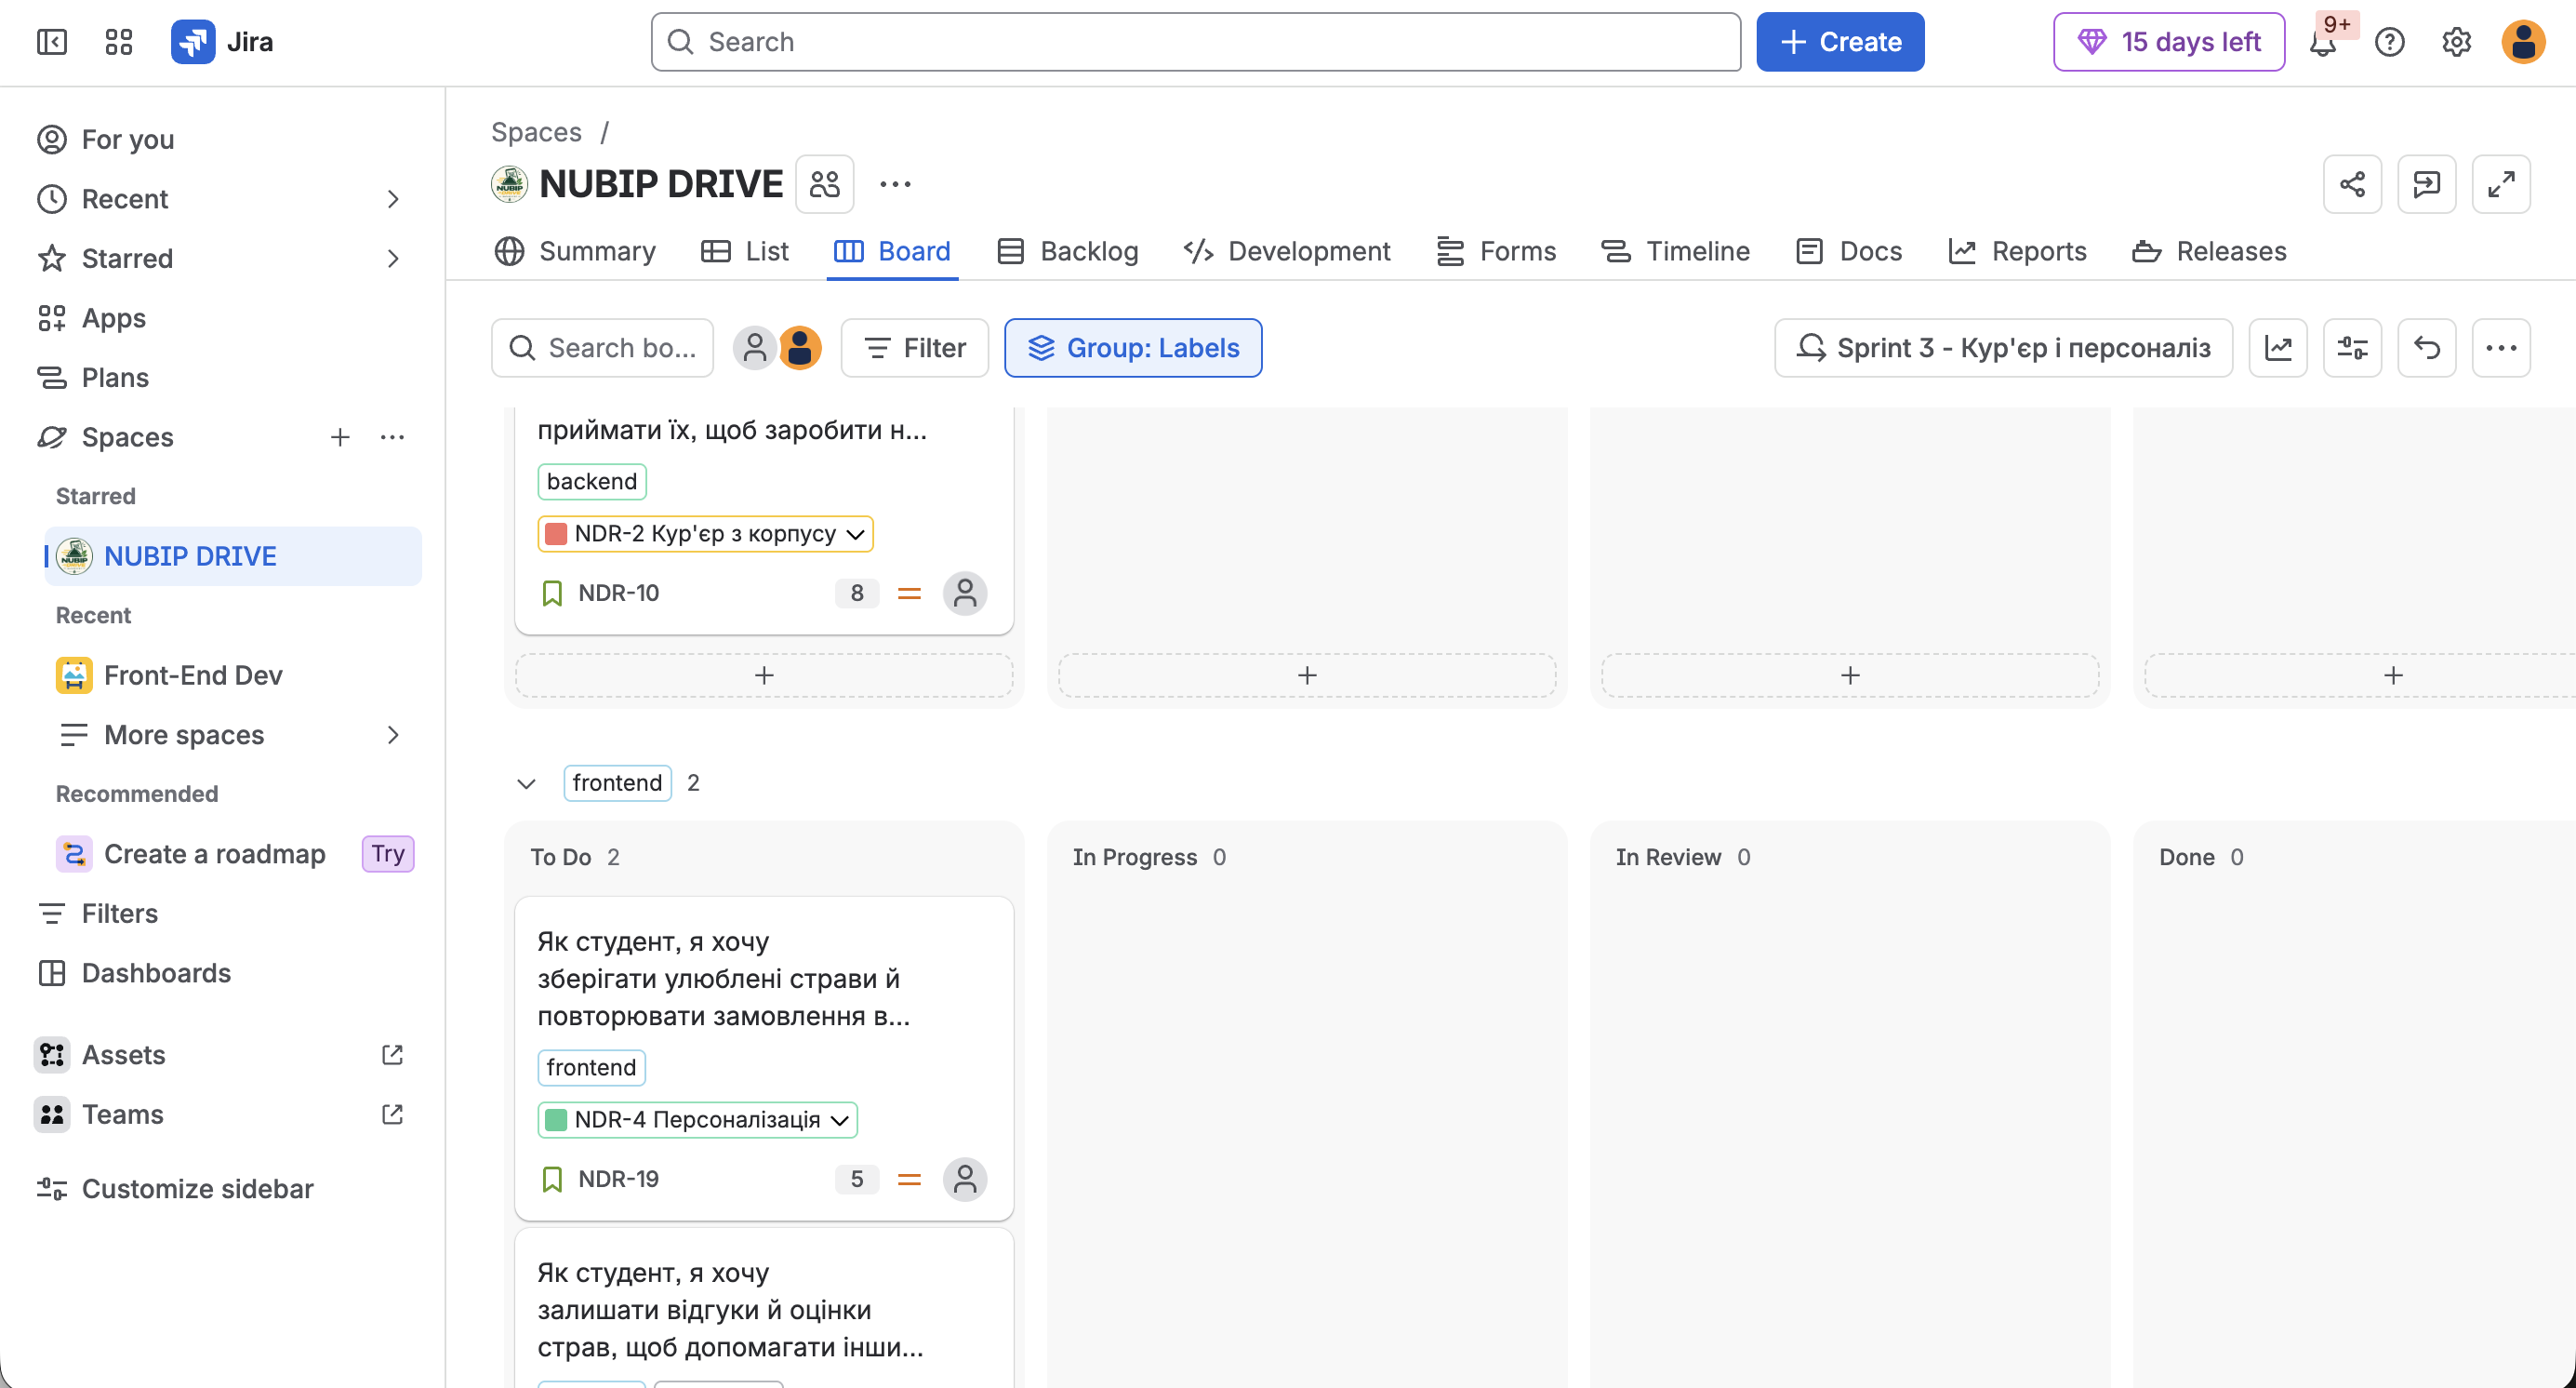 Jira
Search
Create
15 days left
9+
For you
Recent
Starred
Apps
Plans
Spaces
Starred
NUBIP DRIVE
Recent
Front-End Dev
More spaces
Recommended
Create a roadmap
Try
Filters
Dashboards
Assets
Teams
Customize sidebar
Spaces /
NUBIP DRIVE
Summary
List
Board
Backlog
Development
Forms
Timeline
Docs
Reports
Releases
Search bo...
Filter
Group: Labels
Sprint 3 - Кур'єр і персоналіз
приймати їх, щоб заробити н...
backend
NDR-2 Кур'єр з корпусу
NDR-10 8
frontend 2
To Do 2
In Progress 0
In Review 0
Done 0
Як студент, я хочу
зберігати улюблені страви й
повторювати замовлення в...
frontend
NDR-4 Персоналізація
NDR-19 5
Як студент, я хочу
залишати відгуки й оцінки
страв, щоб допомагати інши...